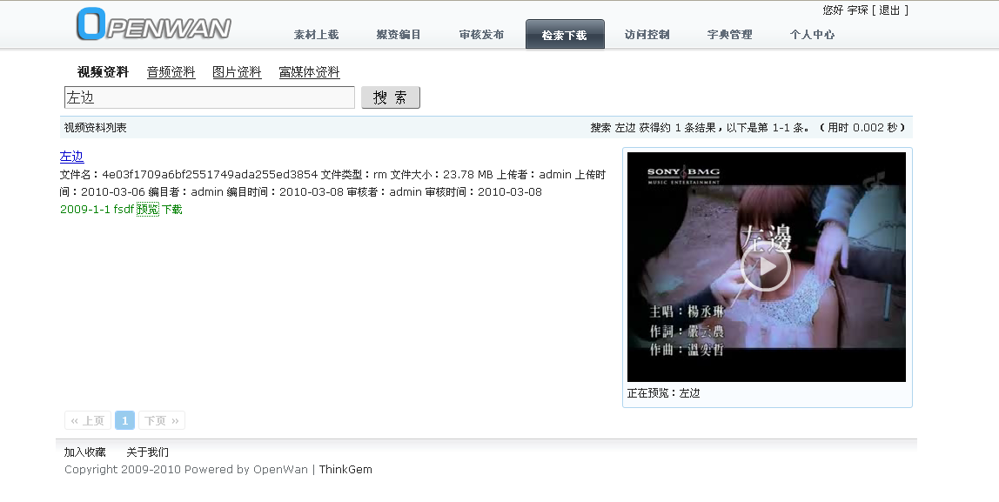 您好 宇琛 [ 退出 ]
OPENWAN
素材上载 媒资编目 审核发布 检索下载 访问控制 字典管理 个人中心
视频资料 音频资料 图片资料 富媒体资料
左边 搜 索
视频资料列表 搜索 左边 获得约 1 条结果，以下是第 1-1 条。 （用时 0.002 秒）
左边
文件名：4e03f1709a6bf2551749ada255ed3854 文件类型：rm 文件大小：23.78 MB 上传者：admin 上传时
间：2010-03-06 编目者：admin 编目时间：2010-03-08 审核者：admin 审核时间：2010-03-08
2009-1-1 fsdf 预览 下载
SONY BMG
MUSIC ENTERTAINMENT
左邊
主唱：楊丞琳
作詞：嚴云農
作曲：溫奕哲
正在预览：左边
« 上页 1 下页 »
加入收藏 关于我们
Copyright 2009-2010 Powered by OpenWan | ThinkGem